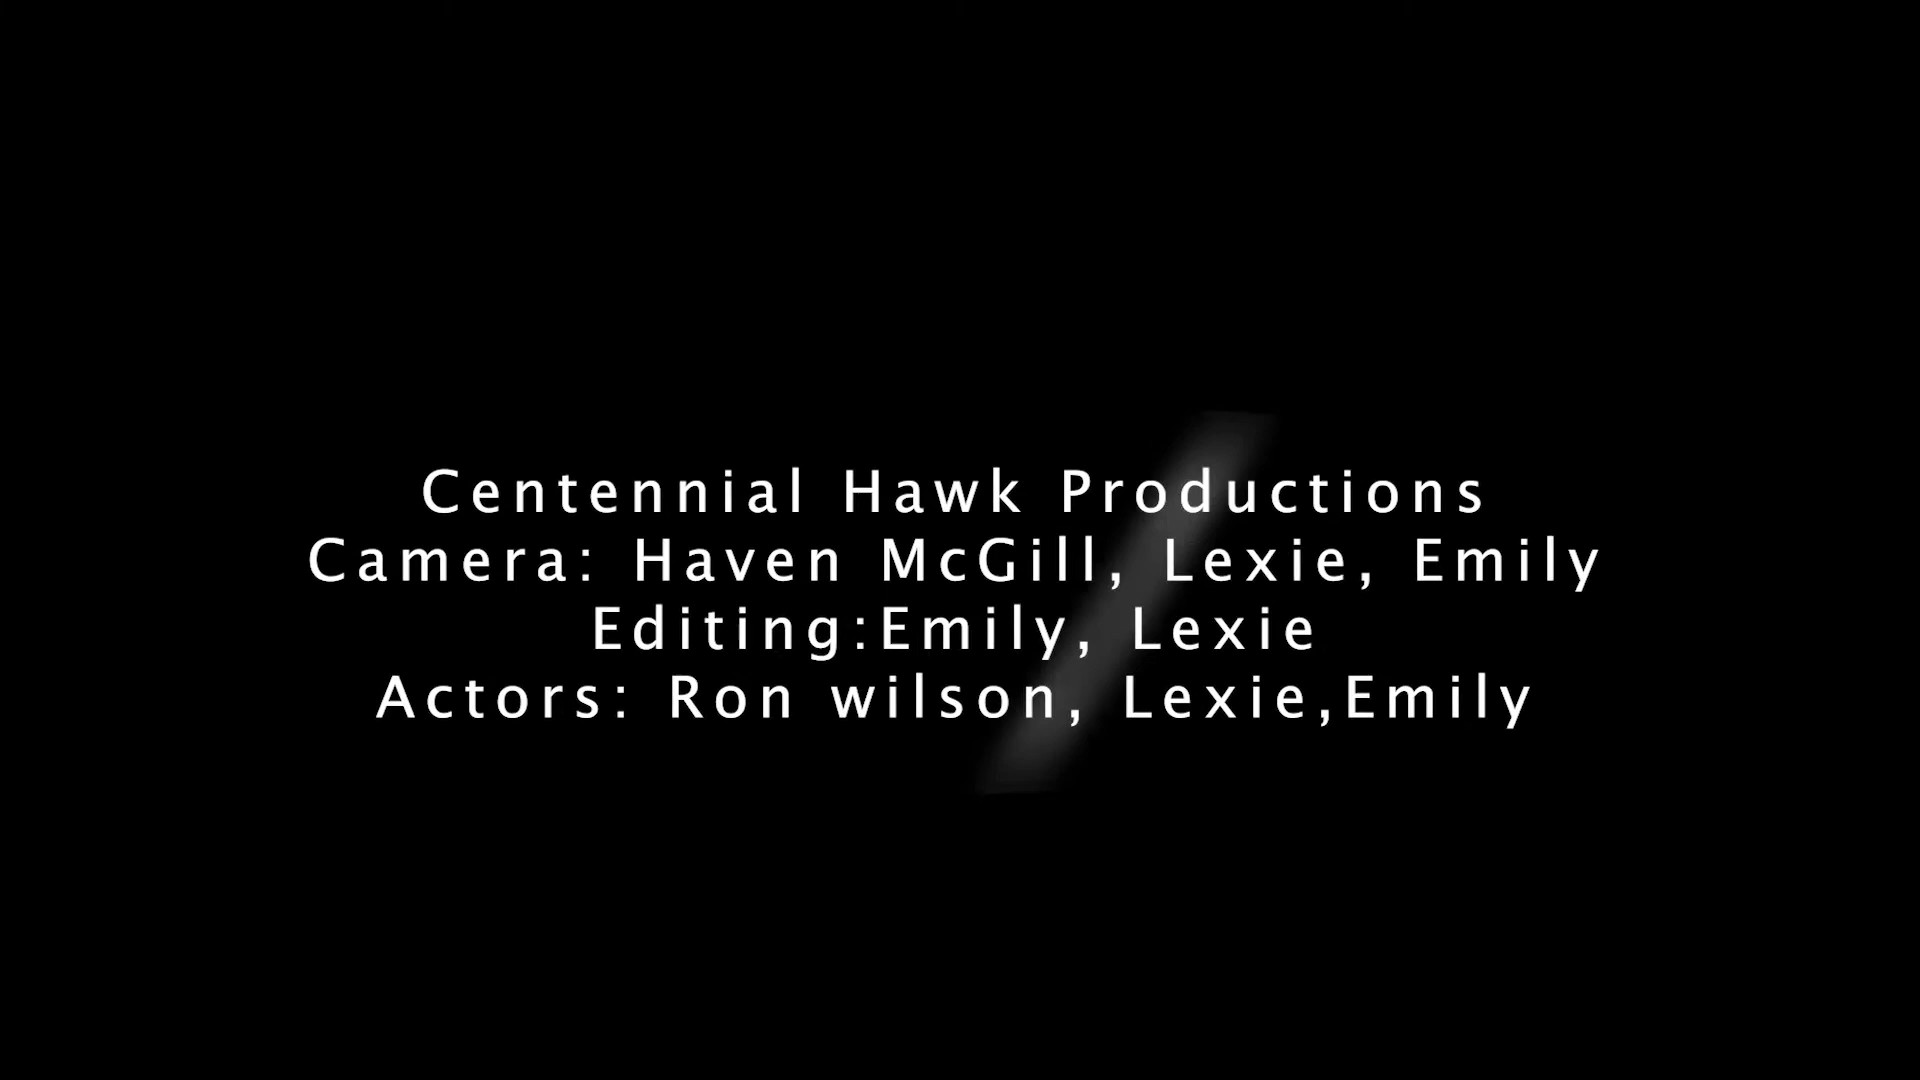 Centennial Hawk Productions
Camera: Haven McGill, Lexie, Emily
Editing:Emily, Lexie
Actors: Ron wilson, Lexie,Emily